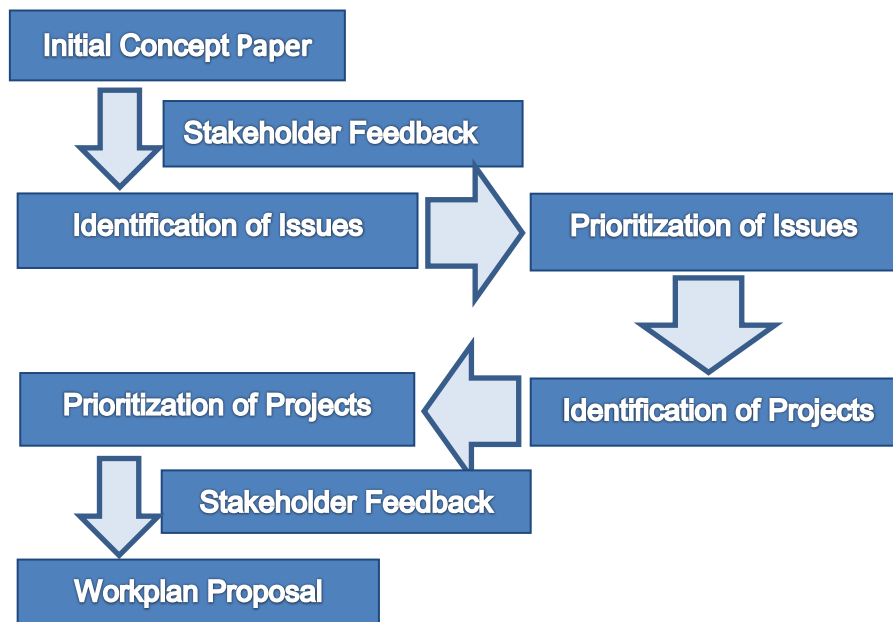 Initial Concept Paper
Stakeholder Feedback
Identification of Issues
Prioritization of Issues
Identification of Projects
Prioritization of Projects
Stakeholder Feedback
Workplan Proposal